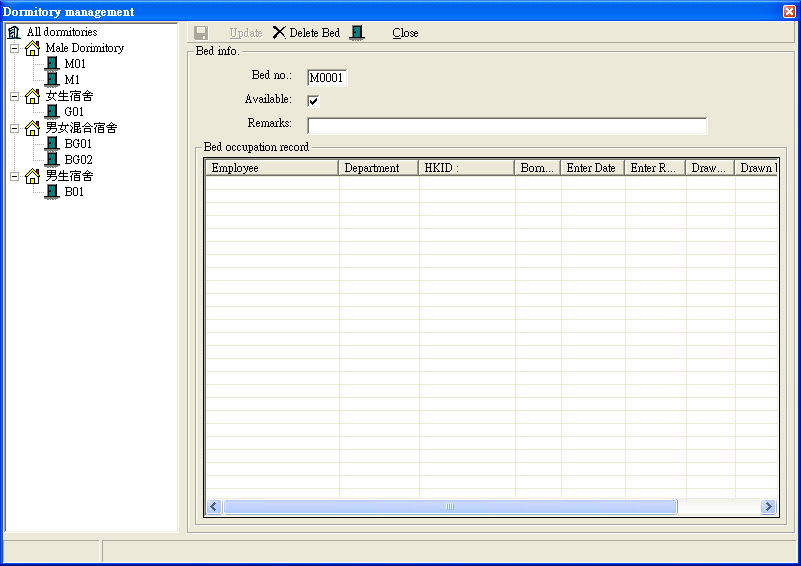 Dormitory management
All dormitories
Male Dorimitory
M01
M1
女生宿舍
G01
男女混合宿舍
BG01
BG02
男生宿舍
B01
Update Delete Bed Close
Bed info.
Bed no.: M0001
Available:
Remarks:
Bed occupation record
Employee Department HKID : Born... Enter Date Enter R... Draw... Drawn